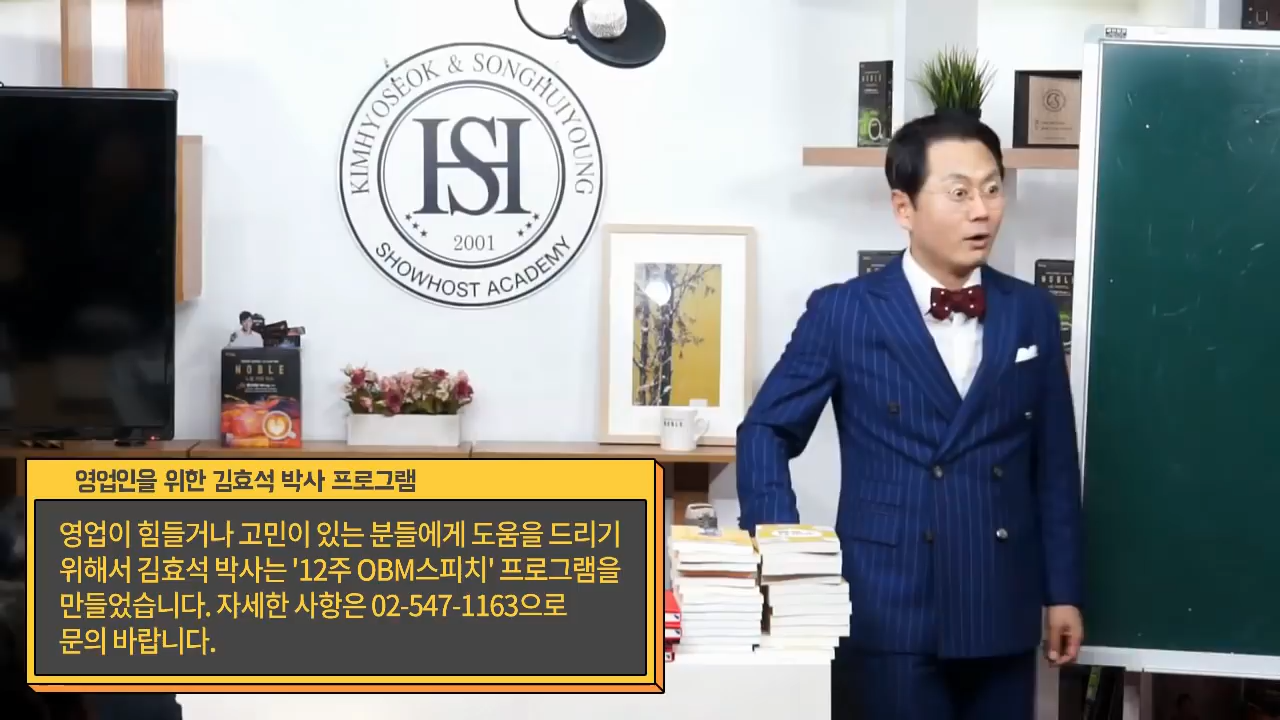 KIMHYOSEOK & SONGHUIYOUNG
HSH
2001
SHOWHOST ACADEMY
NOBLE
NOBLE
영업인을 위한 김효석 박사 프로그램
영업이 힘들거나 고민이 있는 분들에게 도움을 드리기
위해서 김효석 박사는 '12주 OBM스피치' 프로그램을
만들었습니다. 자세한 사항은 02-547-1163으로
문의 바랍니다.